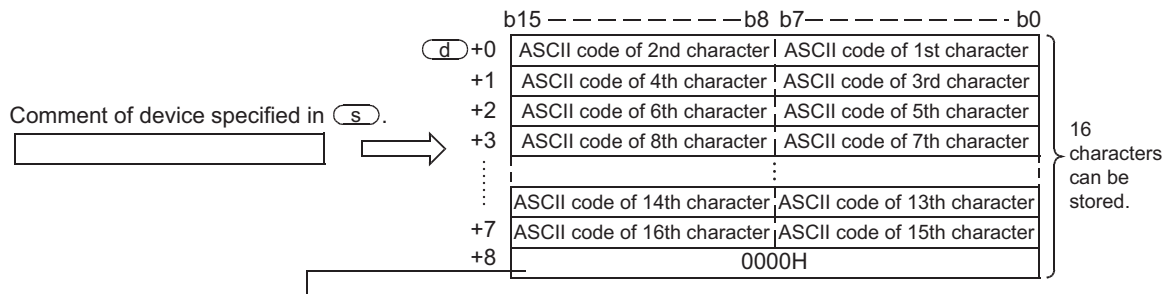 b15 b8 b7 b0
d +0 ASCII code of 2nd character ASCII code of 1st character
+1 ASCII code of 4th character ASCII code of 3rd character
+2 ASCII code of 6th character ASCII code of 5th character
Comment of device specified in s.
+3 ASCII code of 8th character ASCII code of 7th character
16
characters
can be
stored.
ASCII code of 14th character ASCII code of 13th character
+7 ASCII code of 16th character ASCII code of 15th character
+8 0000H